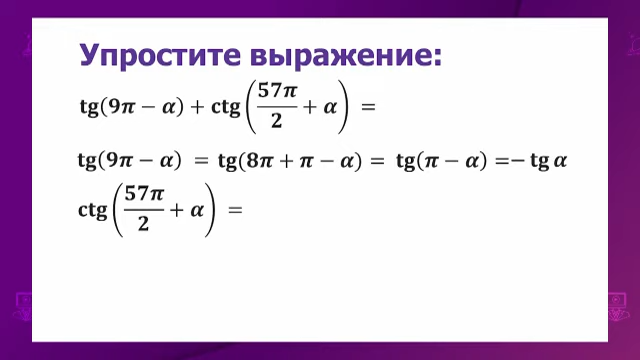 Упростите выражение:
tg(9π − α) + ctg(57π/2 + α) =
tg(9π − α) = tg(8π + π − α) = tg(π − α) =− tg α
ctg(57π/2 + α) =